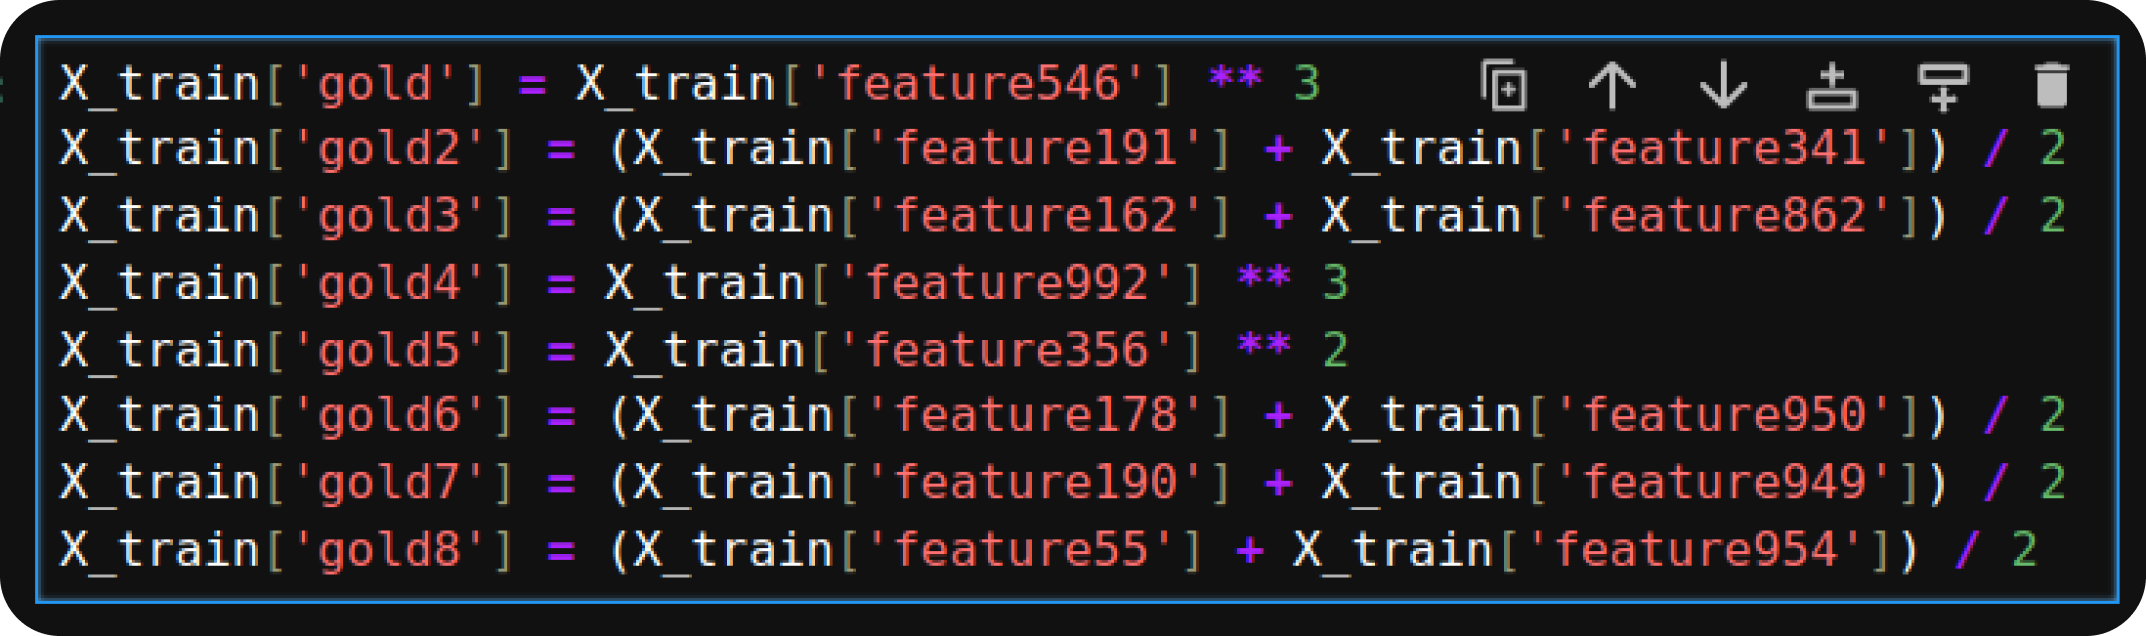 X_train['gold'] = X_train['feature546'] ** 3
X_train['gold2'] = (X_train['feature191'] + X_train['feature341']) / 2
X_train['gold3'] = (X_train['feature162'] + X_train['feature862']) / 2
X_train['gold4'] = X_train['feature992'] ** 3
X_train['gold5'] = X_train['feature356'] ** 2
X_train['gold6'] = (X_train['feature178'] + X_train['feature950']) / 2
X_train['gold7'] = (X_train['feature190'] + X_train['feature949']) / 2
X_train['gold8'] = (X_train['feature55'] + X_train['feature954']) / 2